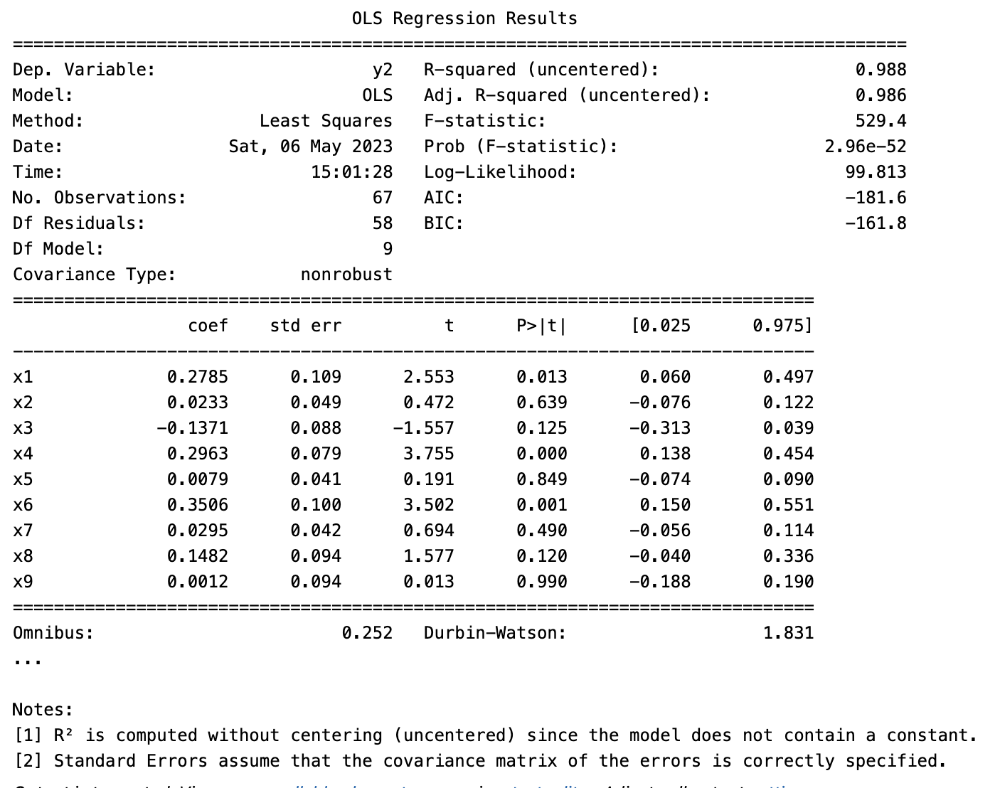 OLS Regression Results
==============================================================================
Dep. Variable: y2 R-squared (uncentered): 0.988
Model: OLS Adj. R-squared (uncentered): 0.986
Method: Least Squares F-statistic: 529.4
Date: Sat, 06 May 2023 Prob (F-statistic): 2.96e-52
Time: 15:01:28 Log-Likelihood: 99.813
No. Observations: 67 AIC: -181.6
Df Residuals: 58 BIC: -161.8
Df Model: 9
Covariance Type: nonrobust
==============================================================================
coef std err t P>|t| [0.025 0.975]
------------------------------------------------------------------------------
x1 0.2785 0.109 2.553 0.013 0.060 0.497
x2 0.0233 0.049 0.472 0.639 -0.076 0.122
x3 -0.1371 0.088 -1.557 0.125 -0.313 0.039
x4 0.2963 0.079 3.755 0.000 0.138 0.454
x5 0.0079 0.041 0.191 0.849 -0.074 0.090
x6 0.3506 0.100 3.502 0.001 0.150 0.551
x7 0.0295 0.042 0.694 0.490 -0.056 0.114
x8 0.1482 0.094 1.577 0.120 -0.040 0.336
x9 0.0012 0.094 0.013 0.990 -0.188 0.190
==============================================================================
Omnibus: 0.252 Durbin-Watson: 1.831
...
Notes:
[1] R² is computed without centering (uncentered) since the model does not contain a constant.
[2] Standard Errors assume that the covariance matrix of the errors is correctly specified.